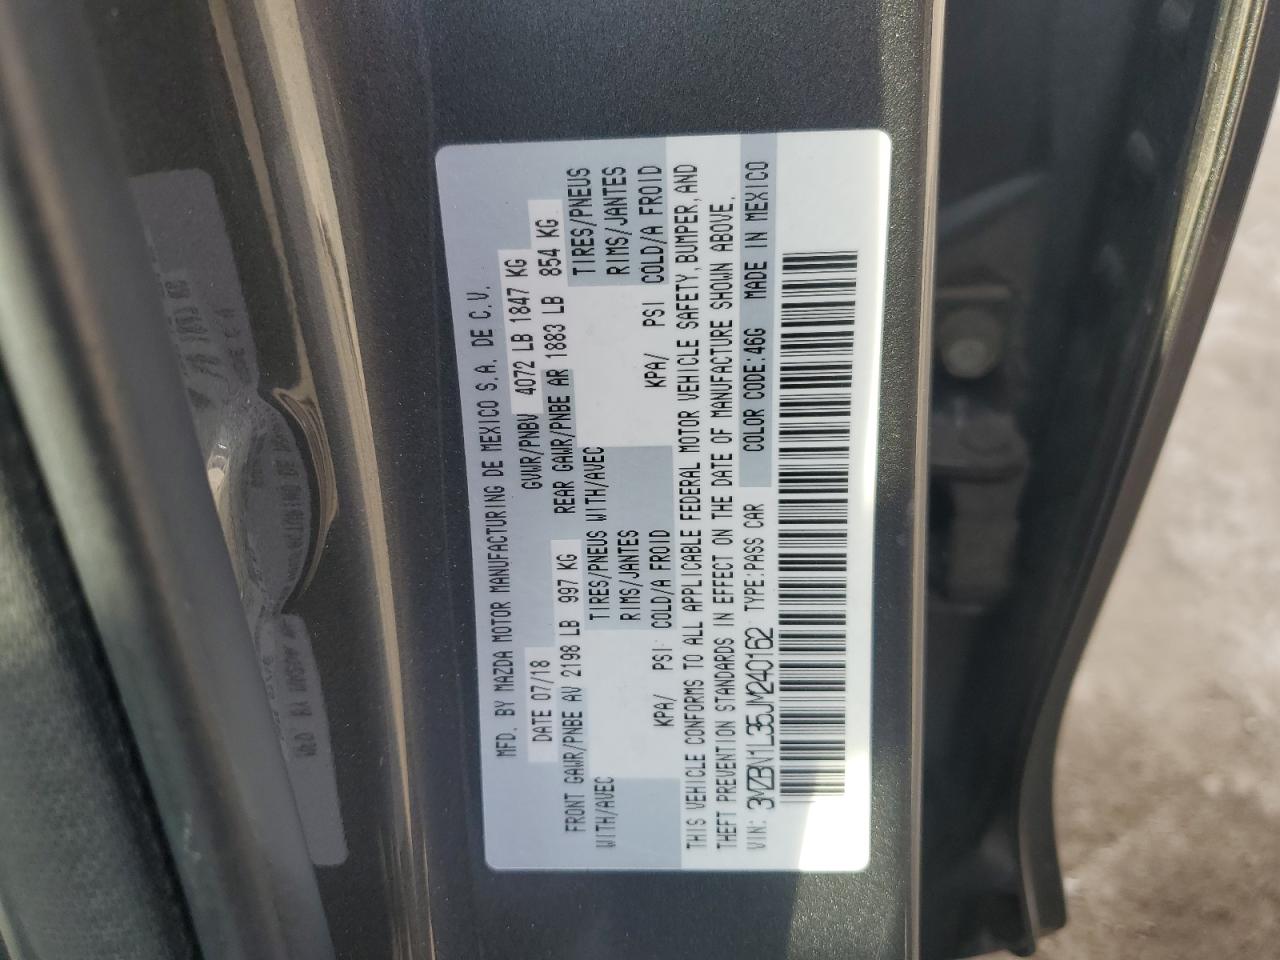 MFD. BY MAZDA MOTOR MANUFACTURING DE MEXICO S.A. DE C.V.
DATE 07/18 GVWR/PNBV 4072 LB 1847 KG
FRONT GAWR/PNBE AV 2198 LB 997 KG REAR GAWR/PNBE AR 1883 LB 854 KG
WITH/AVEC TIRES/PNEUS WITH/AVEC TIRES/PNEUS
RIMS/JANTES RIMS/JANTES
KPA/ PSI COLD/A FROID KPA/ PSI COLD/A FROID
THIS VEHICLE CONFORMS TO ALL APPLICABLE FEDERAL MOTOR VEHICLE SAFETY, BUMPER, AND
THEFT PREVENTION STANDARDS IN EFFECT ON THE DATE OF MANUFACTURE SHOWN ABOVE.
VIN: 3MZBN1L35JM240162 TYPE:PASS CAR COLOR CODE:46G MADE IN MEXICO